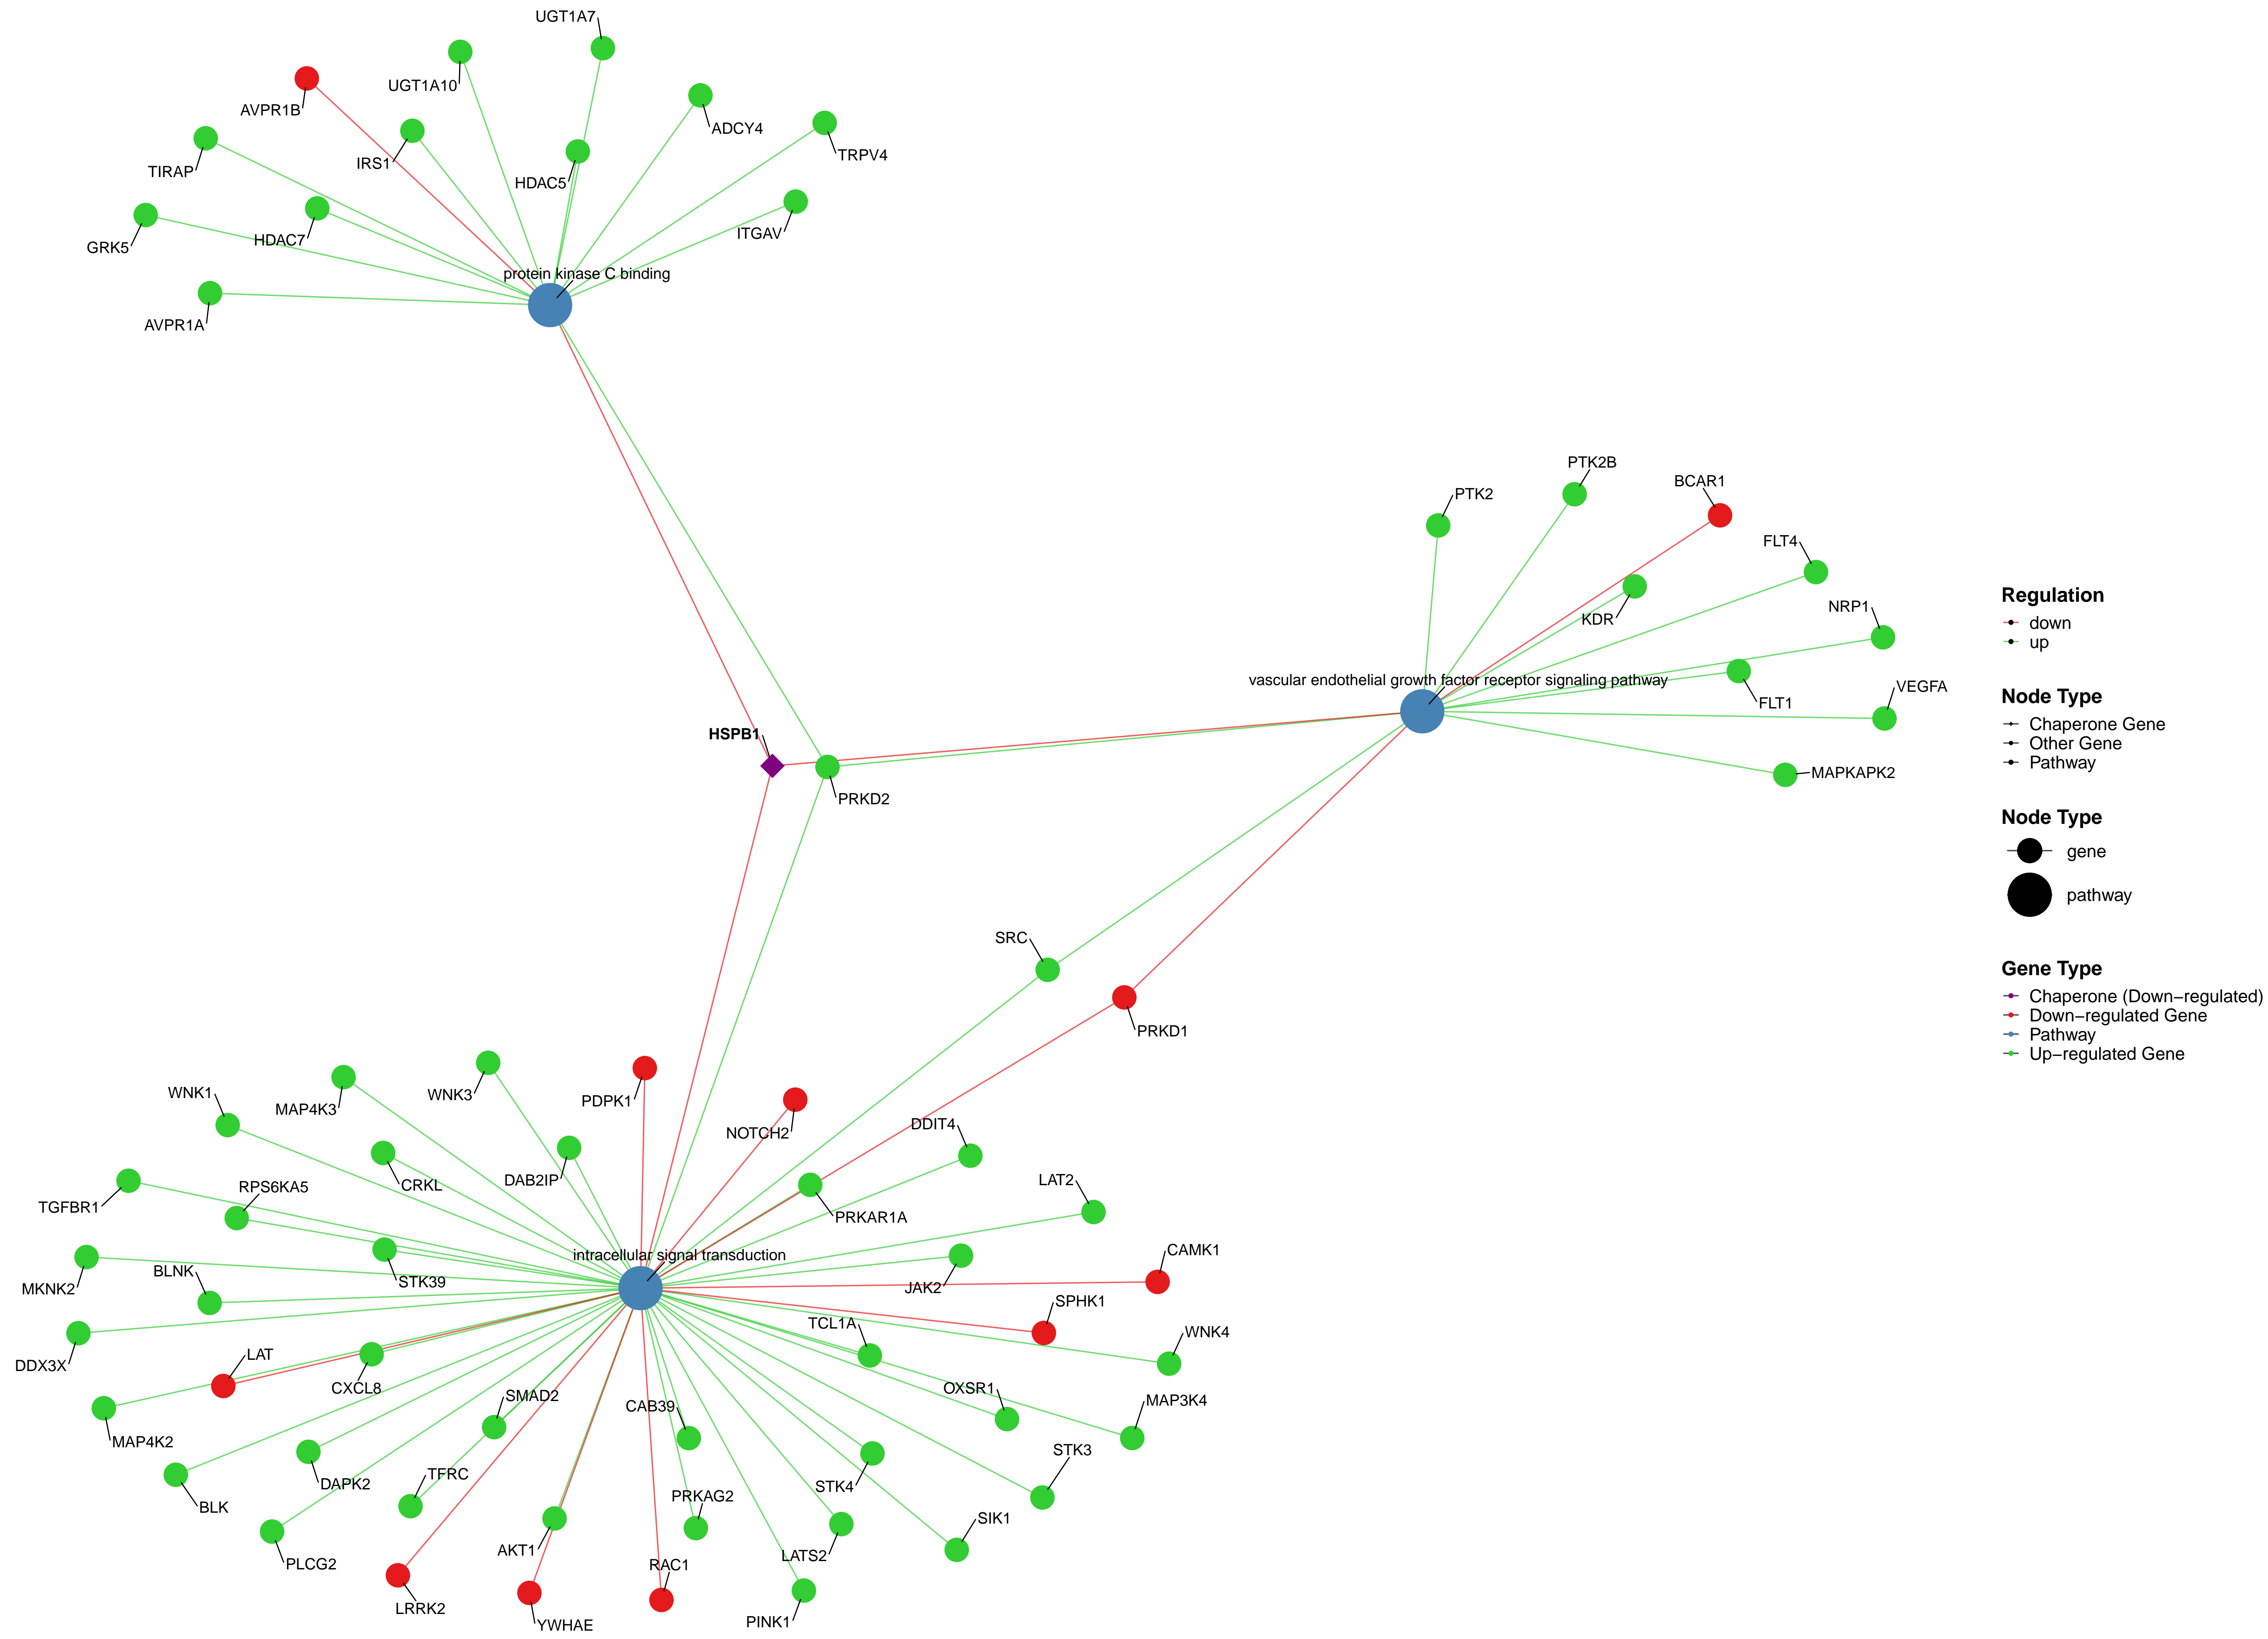 UGT1A7
UGT1A10
AVPR1B
ADCY4
TRPV4
IRS1
TIRAP
HDAC5
ITGAV
HDAC7
GRK5
protein kinase C binding
AVPR1A
PTK2B
BCAR1
PTK2
FLT4
NRP1
KDR
vascular endothelial growth factor receptor signaling pathway
VEGFA
FLT1
HSPB1
MAPKAPK2
PRKD2
SRC
PRKD1
WNK1
WNK3
MAP4K3
PDPK1
NOTCH2
DDIT4
DAB2IP
LAT2
CRKL
RPS6KA5
TGFBR1
PRKAR1A
CAMK1
intracellular signal transduction
BLNK
STK39
MKNK2
JAK2
SPHK1
TCL1A
WNK4
LAT
DDX3X
CXCL8
OXSR1
SMAD2
MAP3K4
CAB39
MAP4K2
STK3
TFRC
DAPK2
STK4
PRKAG2
BLK
SIK1
AKT1
LATS2
PLCG2
RAC1
LRRK2
PINK1
YWHAE
Regulation
down
up
Node Type
Chaperone Gene
Other Gene
Pathway
Node Type
gene
pathway
Gene Type
Chaperone (Down−regulated)
Down−regulated Gene
Pathway
Up−regulated Gene